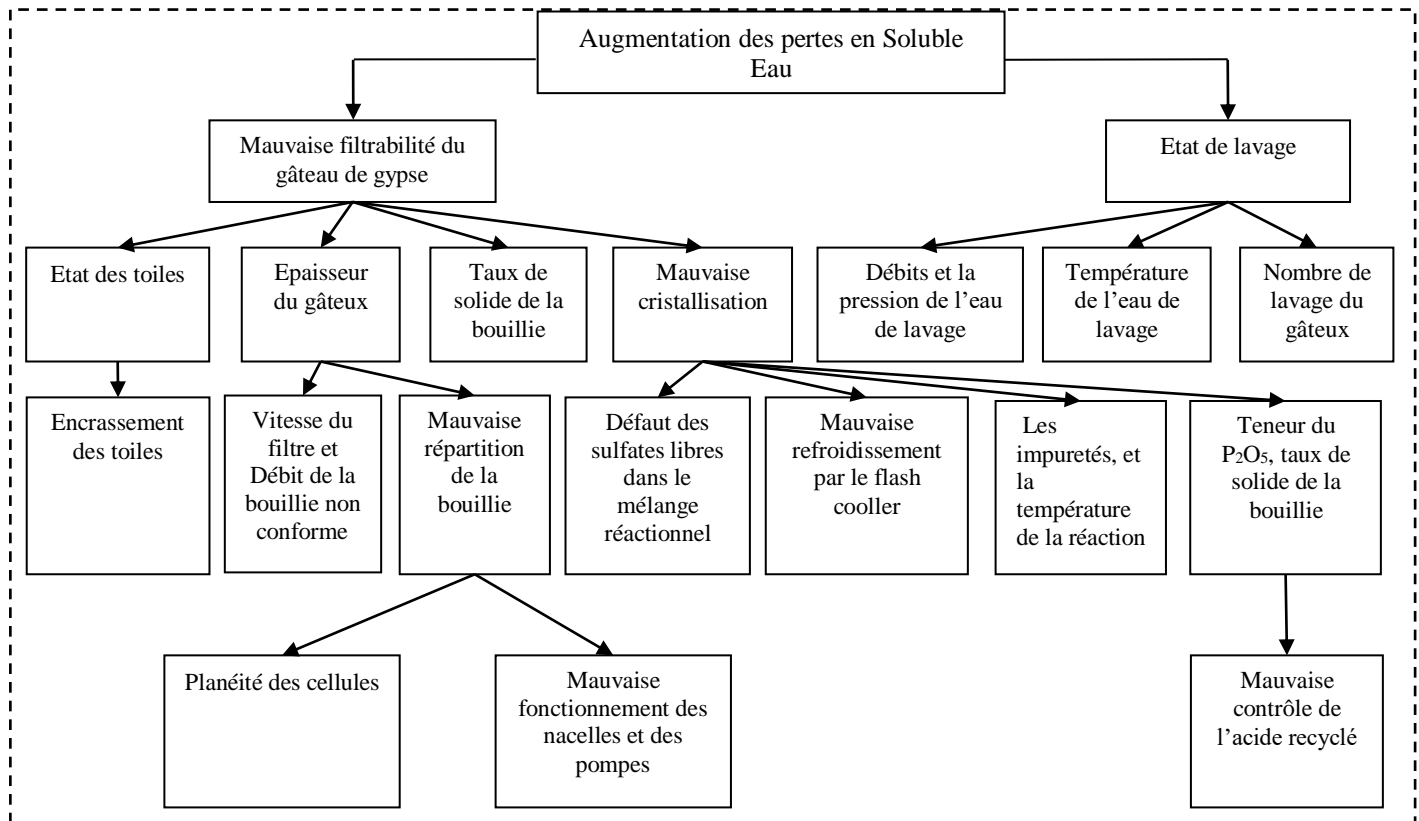 Augmentation des pertes en Soluble
Eau
Mauvaise filtrabilité du
gâteau de gypse
Etat de lavage
Etat des toiles
Epaisseur
du gâteux
Taux de
solide de la
bouillie
Mauvaise
cristallisation
Débits et la
pression de l’eau
de lavage
Température
de l’eau de
lavage
Nombre de
lavage du
gâteux
Encrassement
des toiles
Vitesse du
filtre et
Débit de la
bouillie non
conforme
Mauvaise
répartition
de la
bouillie
Défaut des
sulfates libres
dans le
mélange
réactionnel
Mauvaise
refroidissement
par le flash
cooller
Les
impuretés, et
la
température
de la réaction
Teneur du
P₂O₅, taux de
solide de la
bouillie
Planéité des cellules
Mauvaise
fonctionnement des
nacelles et des
pompes
Mauvaise
contrôle de
l’acide recyclé